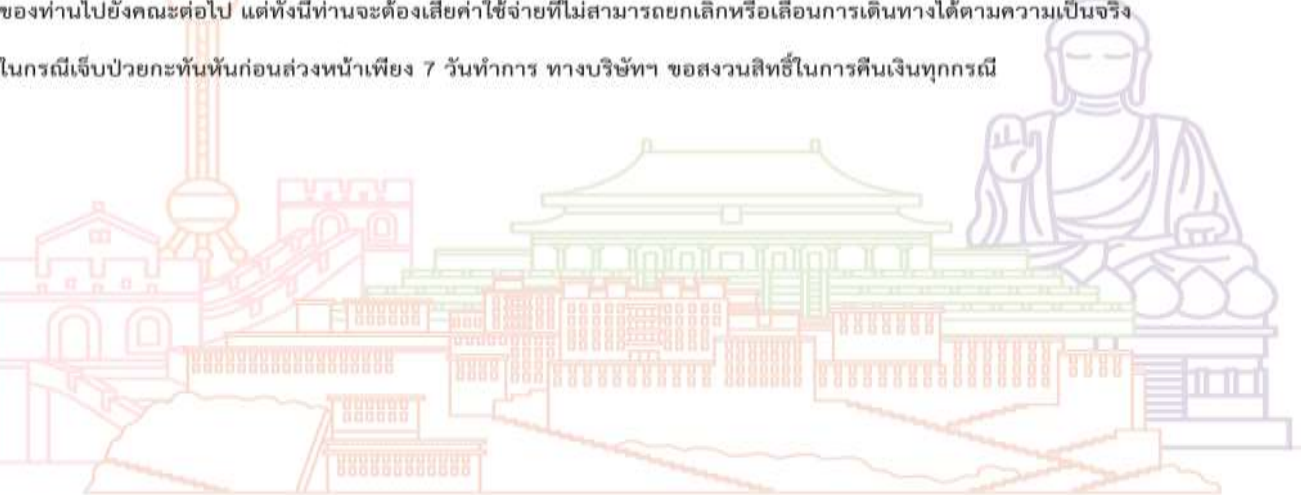 ของท่านไปยังคณะต่อไป แต่ทั้งนี้ท่านจะต้องเสียค่าใช้จ่ายที่ไม่สามารถยกเลิกหรือเลื่อนการเดินทางได้ตามความเป็นจริง
ในกรณีเจ็บป่วยกะทันหันก่อนล่วงหน้าเพียง 7 วันทำการ ทางบริษัทฯ ขอสงวนสิทธิ์ในการคืนเงินทุกกรณี